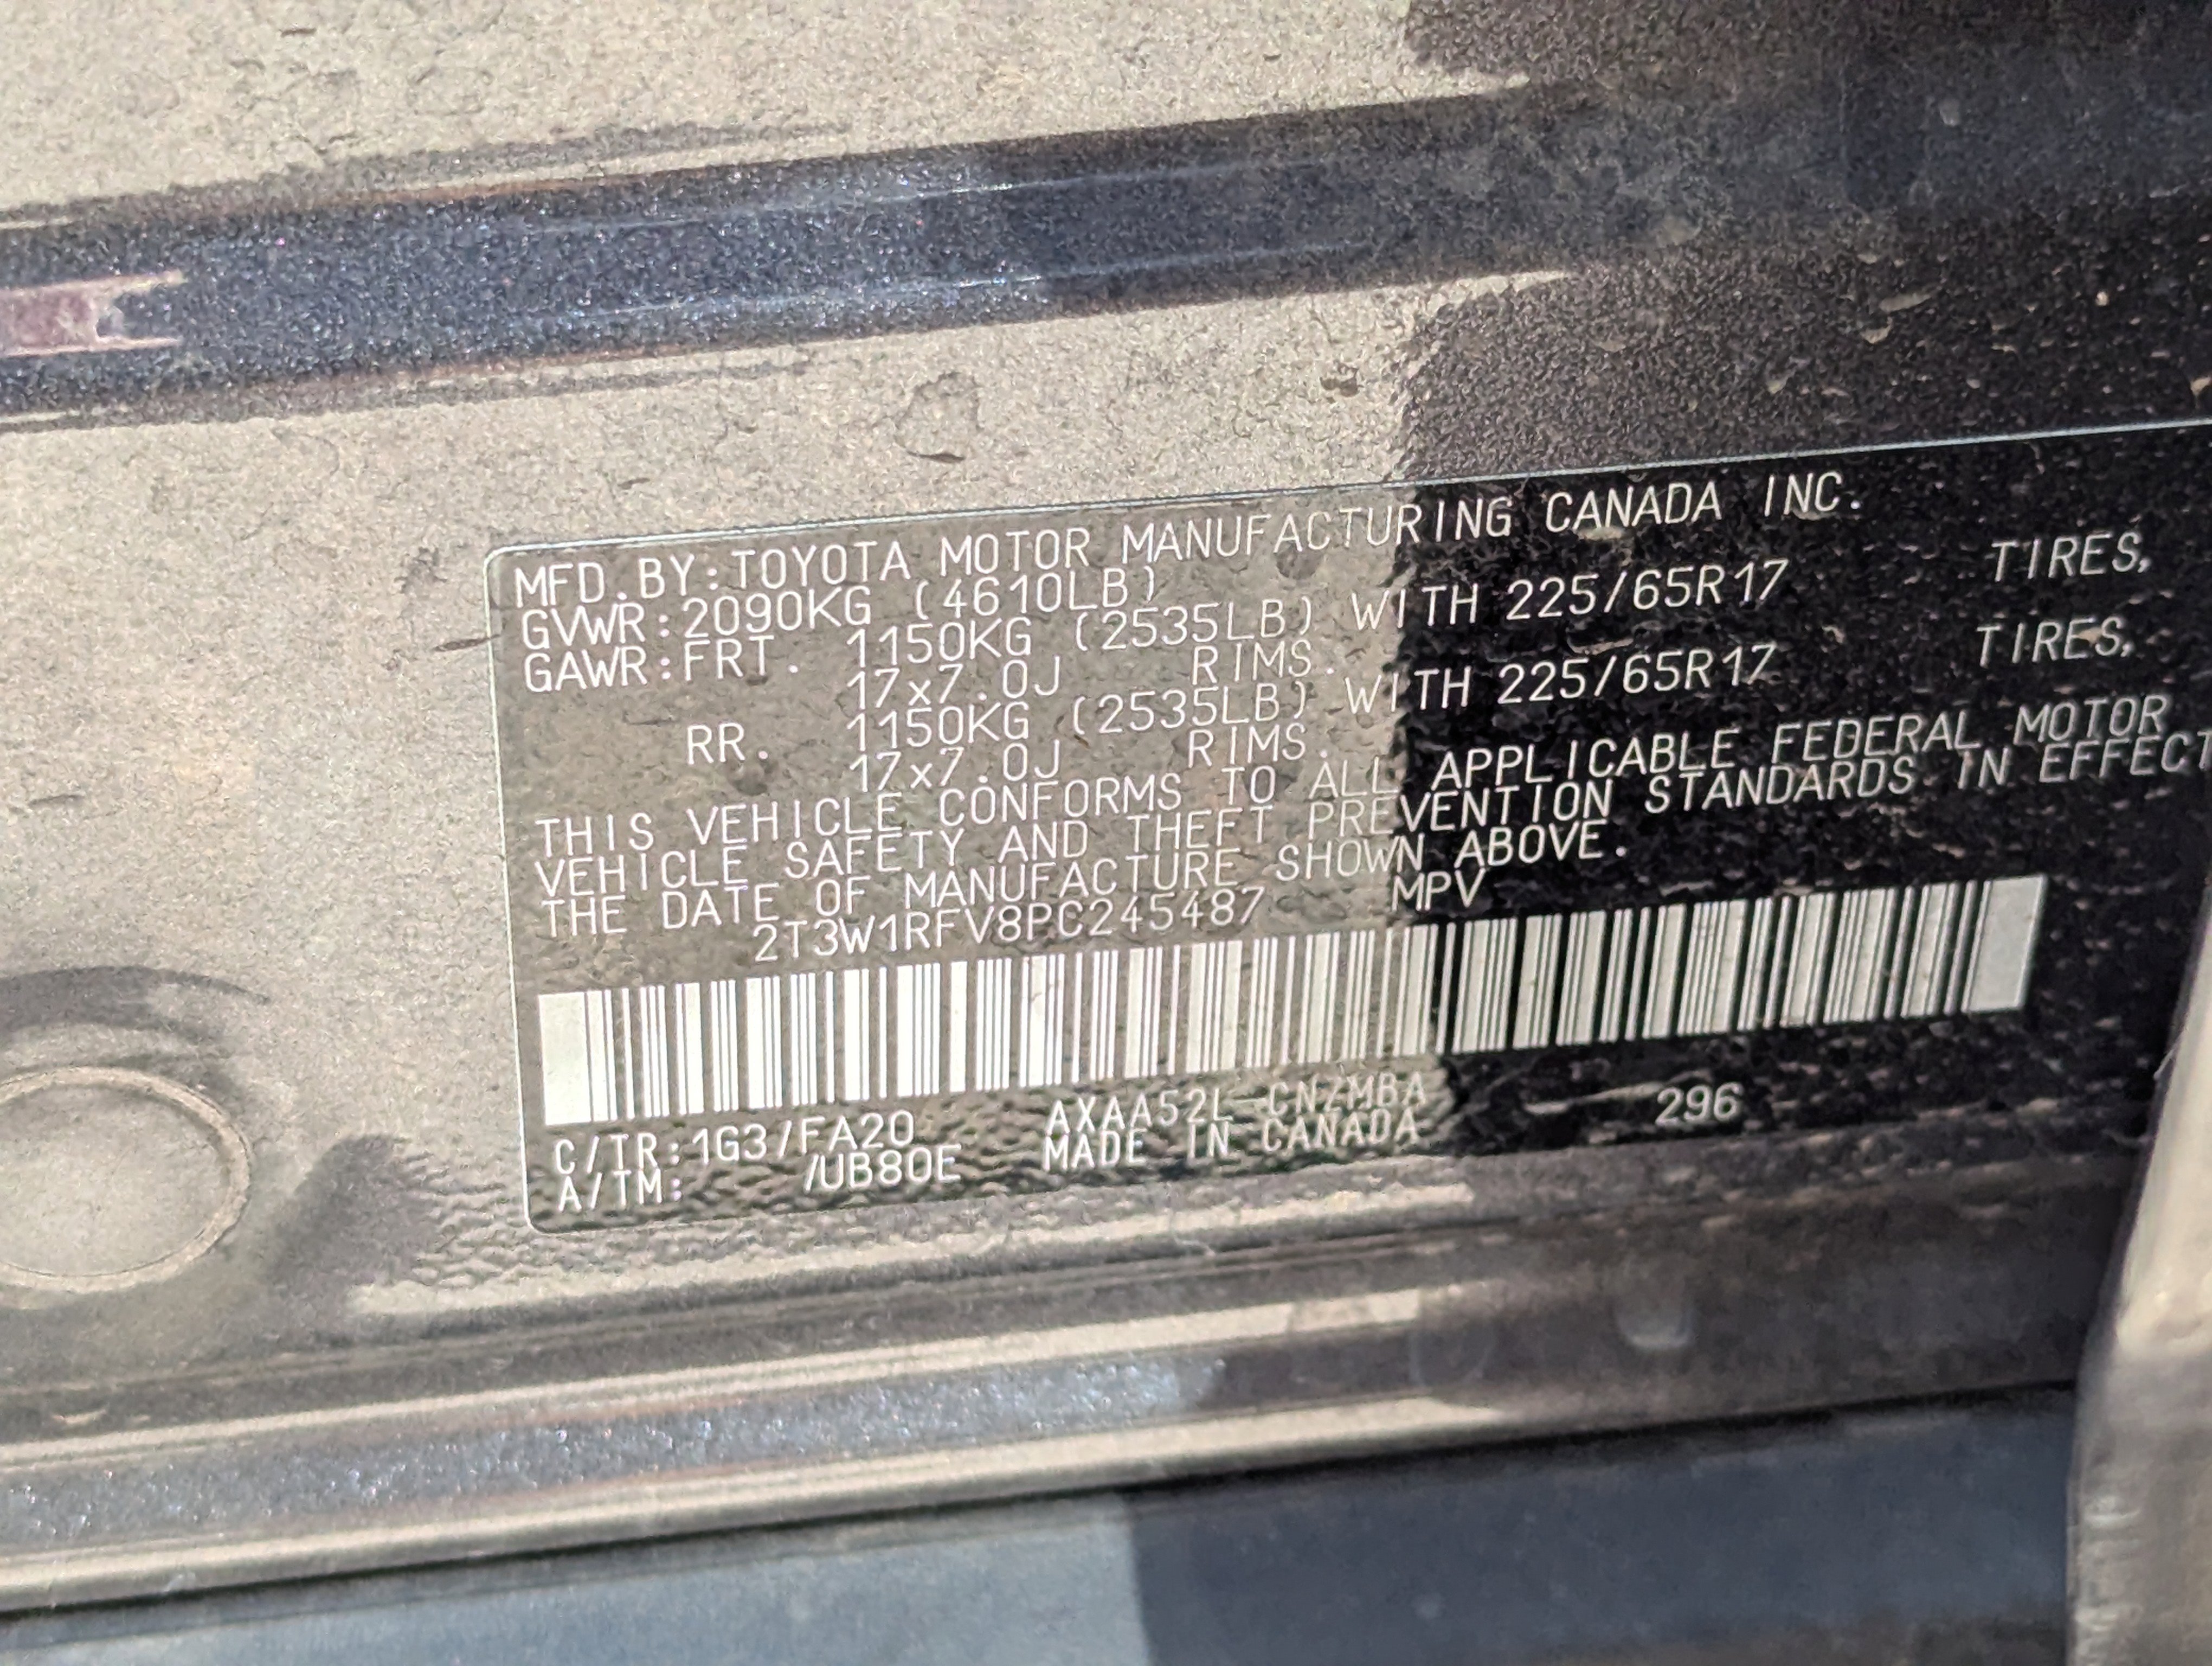 MFD.BY:TOYOTA MOTOR MANUFACTURING CANADA INC.
GVWR:2090KG (4610LB)
GAWR:FRT. 1150KG (2535LB) WITH 225/65R17 TIRES,
17x7.0J RIMS.
RR. 1150KG (2535LB) WITH 225/65R17 TIRES,
17x7.0J RIMS.
THIS VEHICLE CONFORMS TO ALL APPLICABLE FEDERAL MOTOR
VEHICLE SAFETY AND THEFT PREVENTION STANDARDS IN EFFECT
THE DATE OF MANUFACTURE SHOWN ABOVE.
2T3W1RFV8PC245487 MPV
C/TR:1G3/FA20 AXAA52L-CNZMBA 296
A/TM: /UB80E MADE IN CANADA